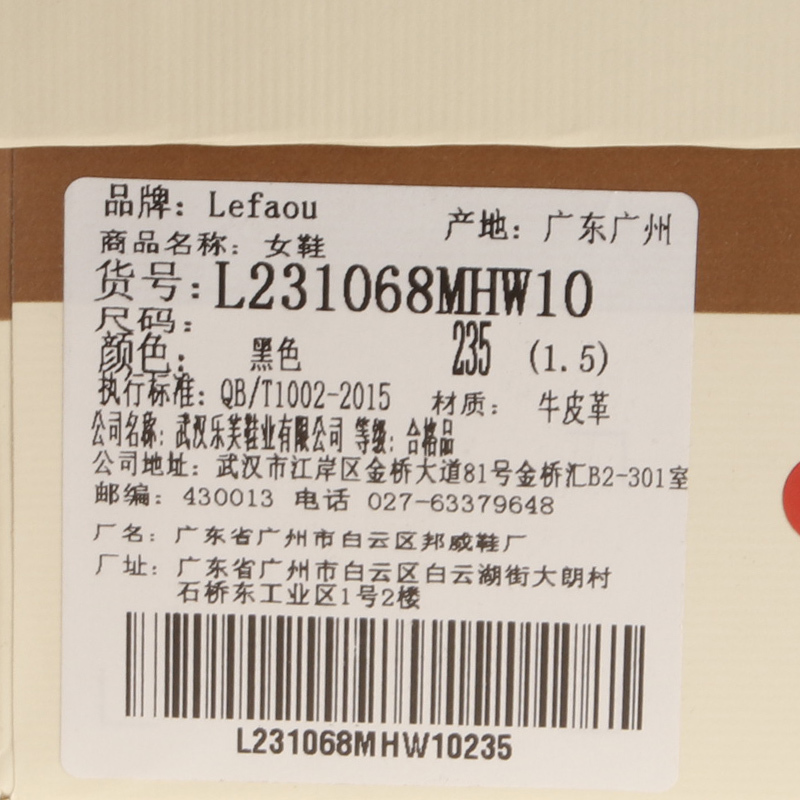 品牌: Lefaou
产地: 广东广州
商品名称: 女鞋
货号: L231068MHW10
尺码: 235 (1.5)
颜色: 黑色
执行标准: QB/T1002-2015 材质: 牛皮革
公司名称: 武汉乐芙鞋业有限公司 等级: 合格品
公司地址: 武汉市江岸区金桥大道81号金桥汇B2-301室
邮编: 430013 电话 027-63379648
厂名: 广东省广州市白云区邦威鞋厂
厂址: 广东省广州市白云区白云湖街大朗村
石桥东工业区1号2楼
L231068MHW10235